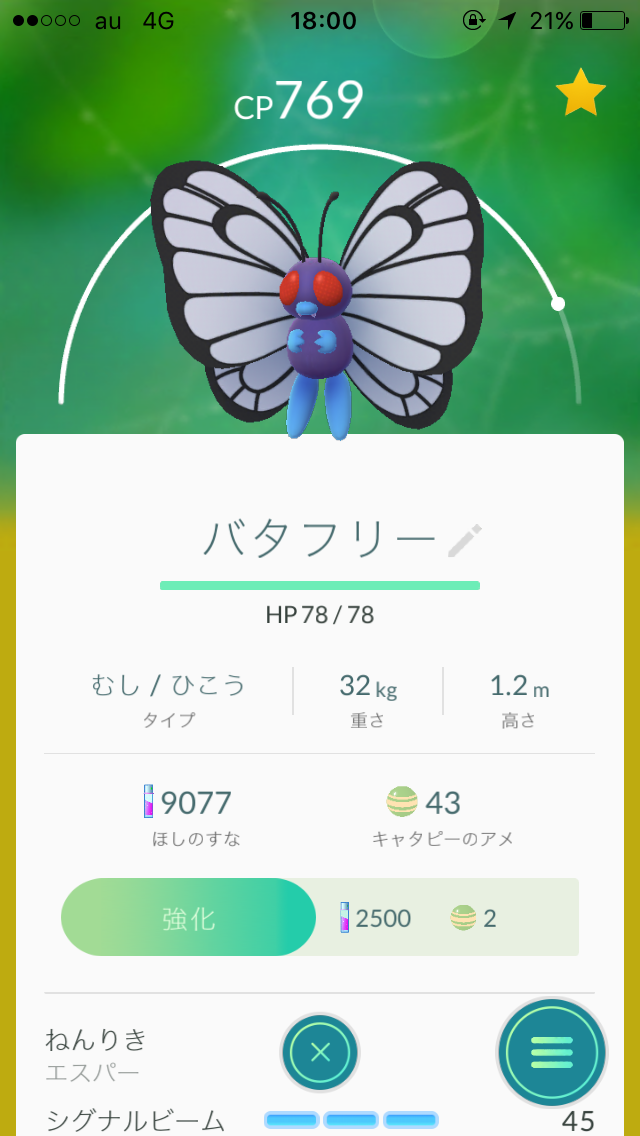 au 4G 18:00 21%
CP769
バタフリー
HP 78 / 78
むし / ひこう 32 kg 1.2 m
タイプ 重さ 高さ
9077 43
ほしのすな キャタピーのアメ
強化 2500 2
ねんりき
エスパー
シグナルビーム 45